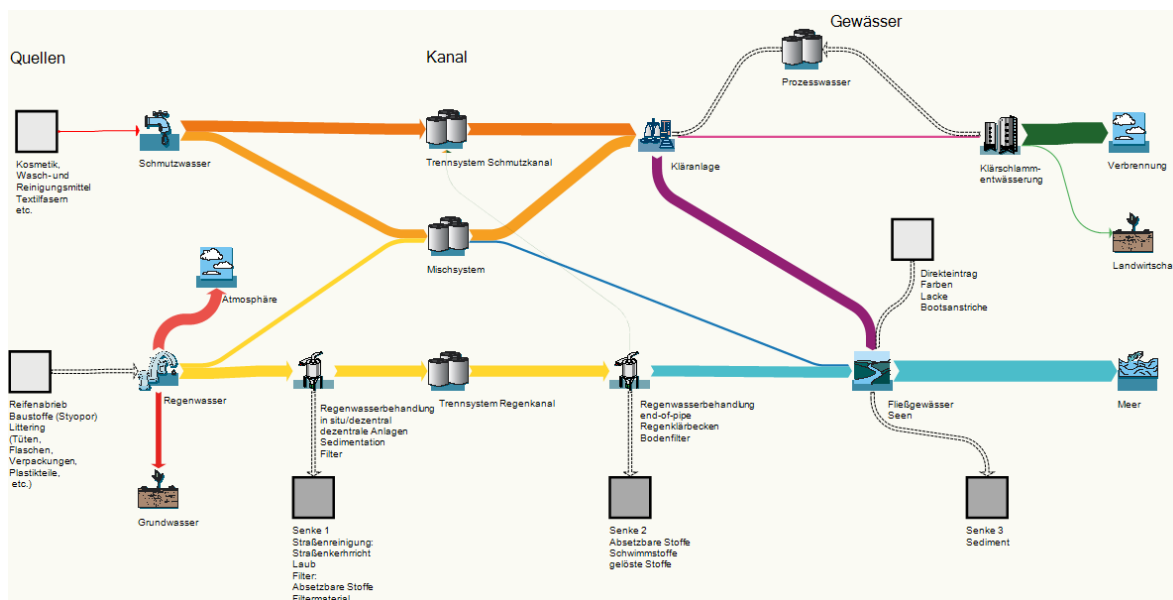 Gewässer
Quellen
Kanal
Prozesswasser
Kosmetik,
Wasch-und
Reinigungsmittel
Textilfasern
etc.
Schmutzwasser
Trennsystem Schmutzkanal
Kläranlage
Klärschlamm-
entwässerung
Verbrennung
Mischsystem
Landwirtscha
Atmosphäre
Direkteintrag
Farben
Lacke
Bootsanstriche
Reifenabrieb
Baustoffe (Styopor)
Littering
(Tüten,
Flaschen,
Verpackungen,
Plastikteile,
etc.)
Regenwasser
Regenwasserbehandlung
in situ/dezentral
dezentrale Anlagen
Sedimentation
Filter
Trennsystem Regenkanal
Regenwasserbehandlung
end-of-pipe
Regenklärbecken
Bodenfilter
Fließgewässer
Seen
Meer
Grundwasser
Senke 1
Straßenreinigung:
Straßenkerhrricht
Laub
Filter:
Absetzbare Stoffe
Filtermaterial
Senke 2
Absetzbare Stoffe
Schwimmstoffe
gelöste Stoffe
Senke 3
Sediment